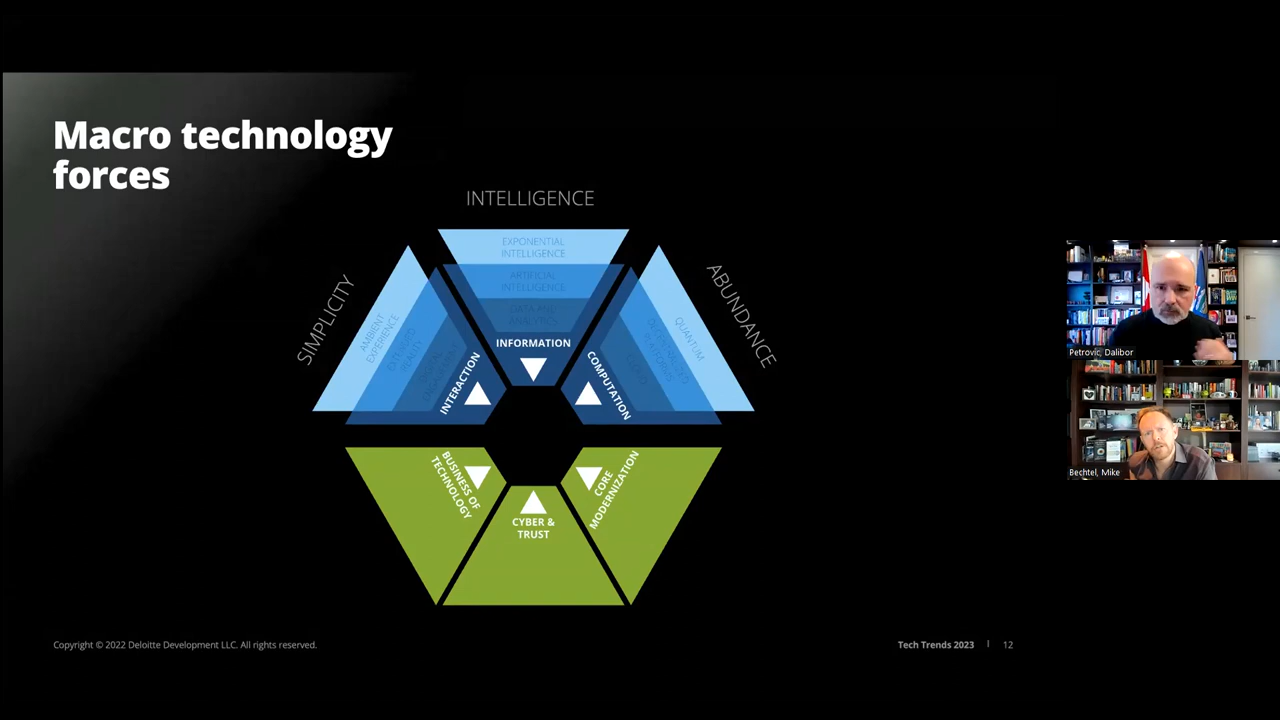 Macro technology
forces
INTELLIGENCE
SIMPLICITY
ABUNDANCE
EXPONENTIAL
INTELLIGENCE
ARTIFICIAL
INTELLIGENCE
DATA AND
ANALYTICS
INFORMATION
AMBIENT
EXPERIENCE
INTERACTION
QUANTUM
COMPUTATION
BUSINESS OF
TECHNOLOGY
CYBER &
TRUST
CORE
MODERNIZATION
Petrovic, Dalibor
Bechtel, Mike
Copyright © 2022 Deloitte Development LLC. All rights reserved.
Tech Trends 2023 | 12